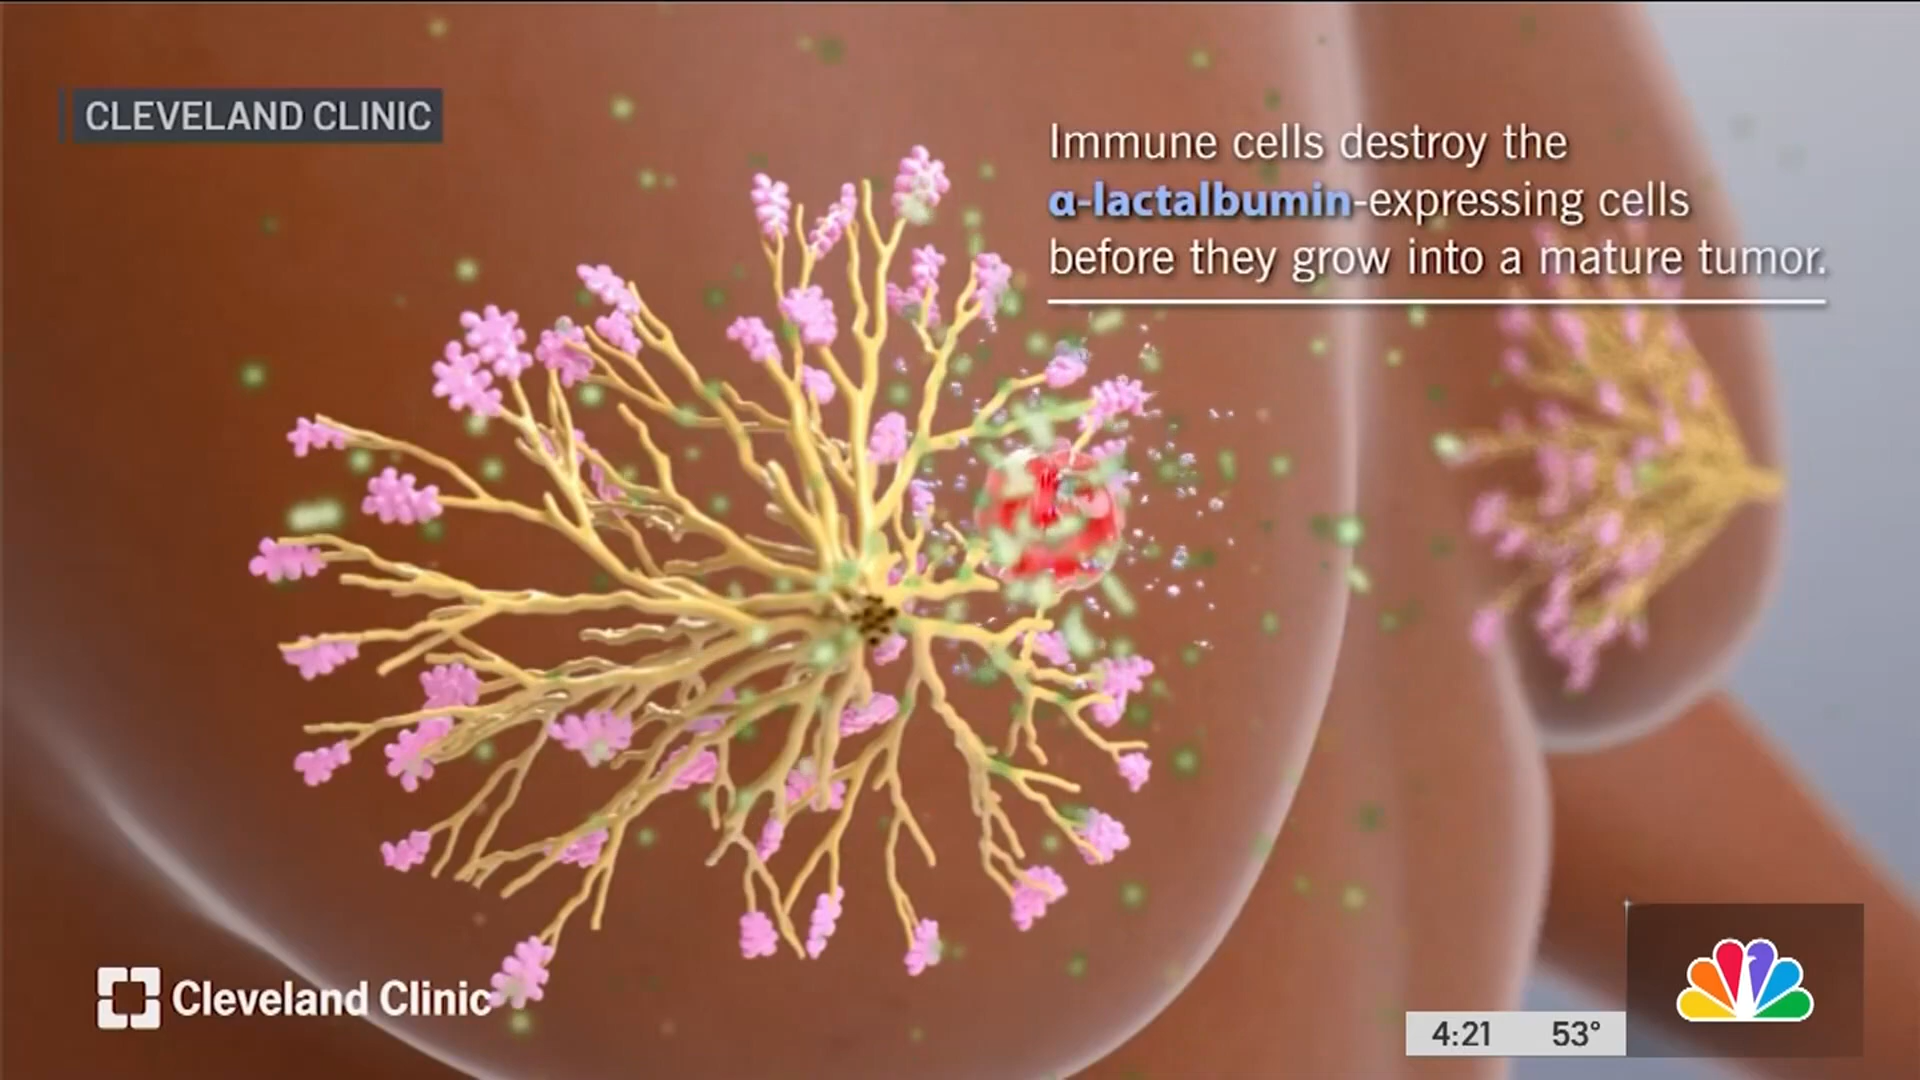 CLEVELAND CLINIC
Immune cells destroy the
α-lactalbumin-expressing cells
before they grow into a mature tumor.
Cleveland Clinic
4:21 53°